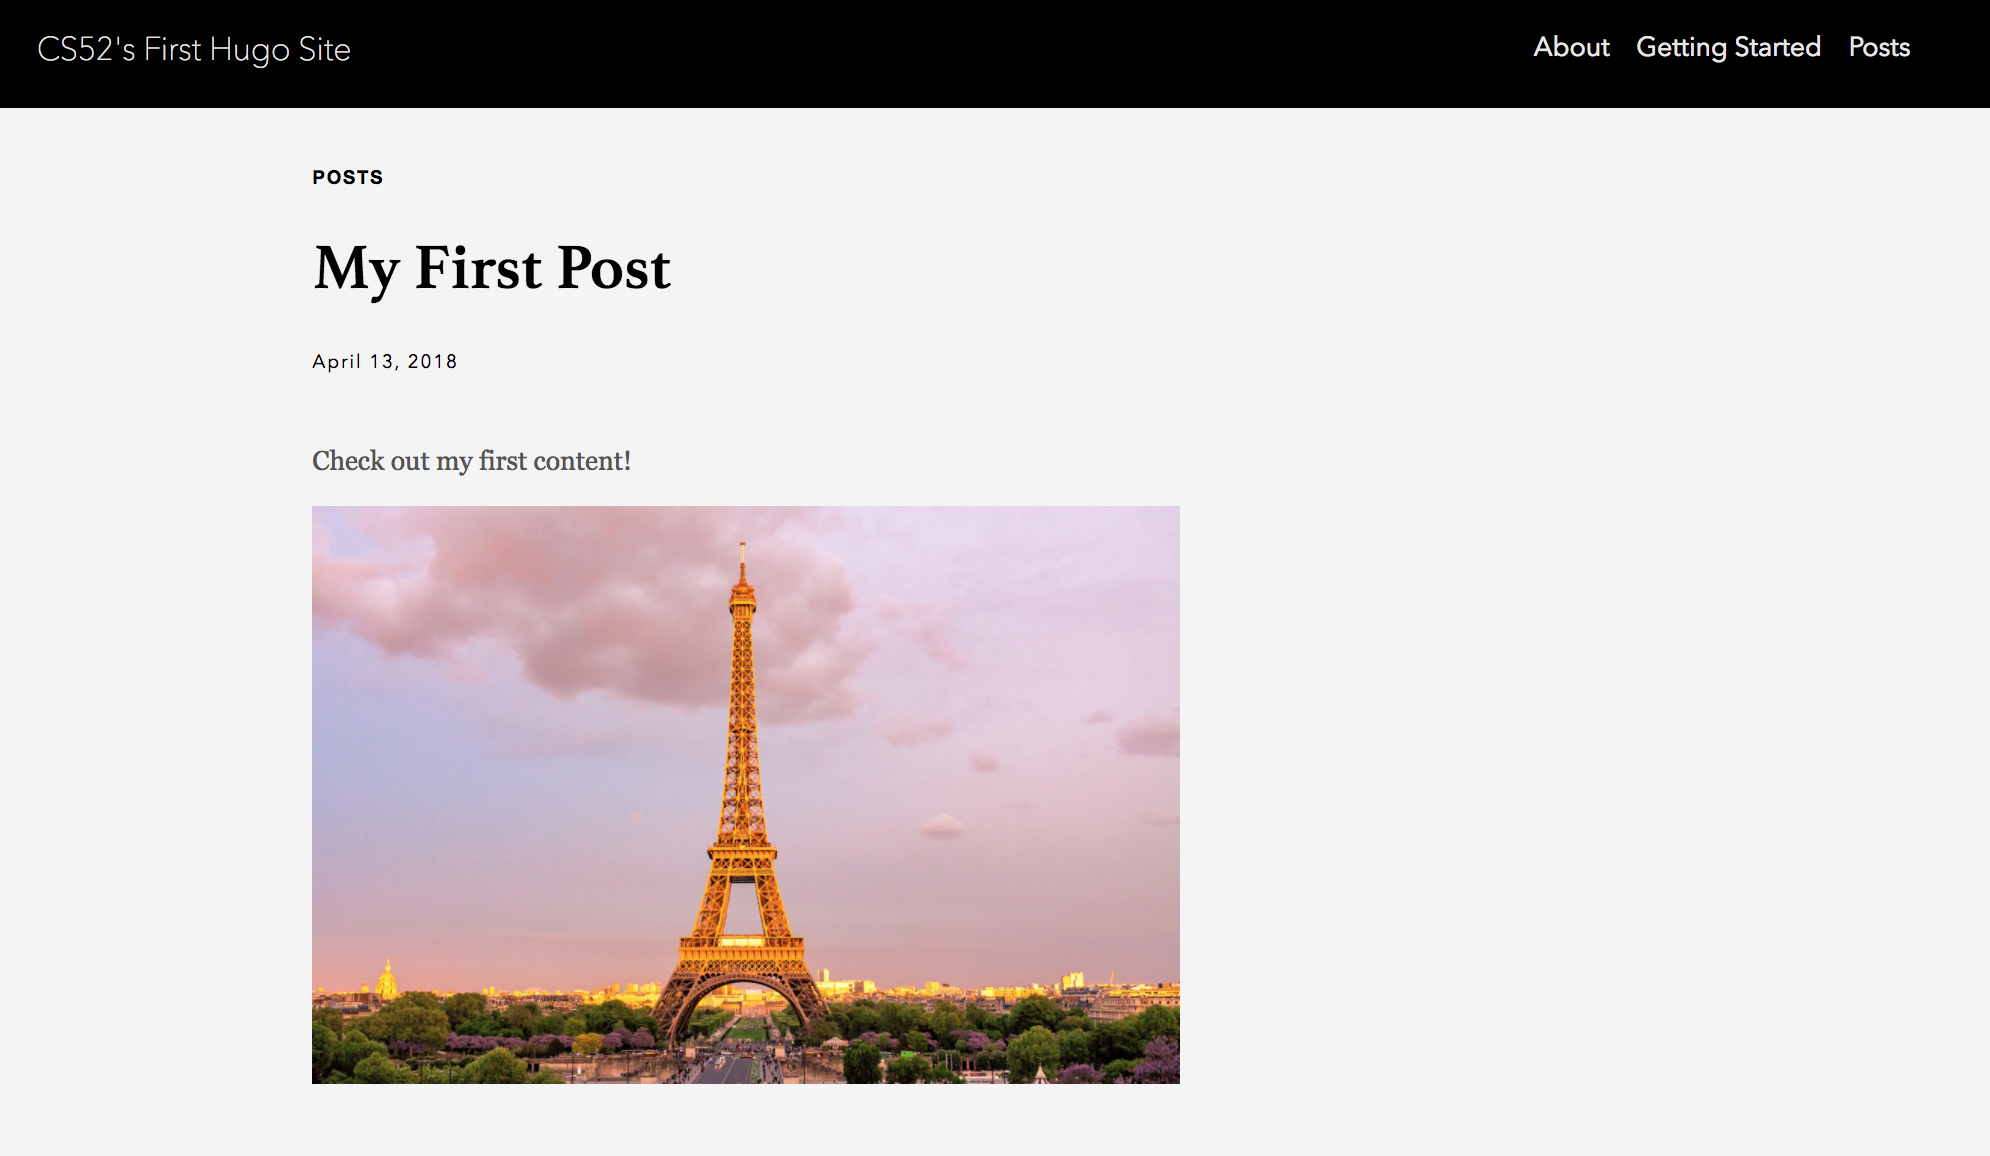 CS52's First Hugo Site
About Getting Started Posts
POSTS
My First Post
April 13, 2018
Check out my first content!